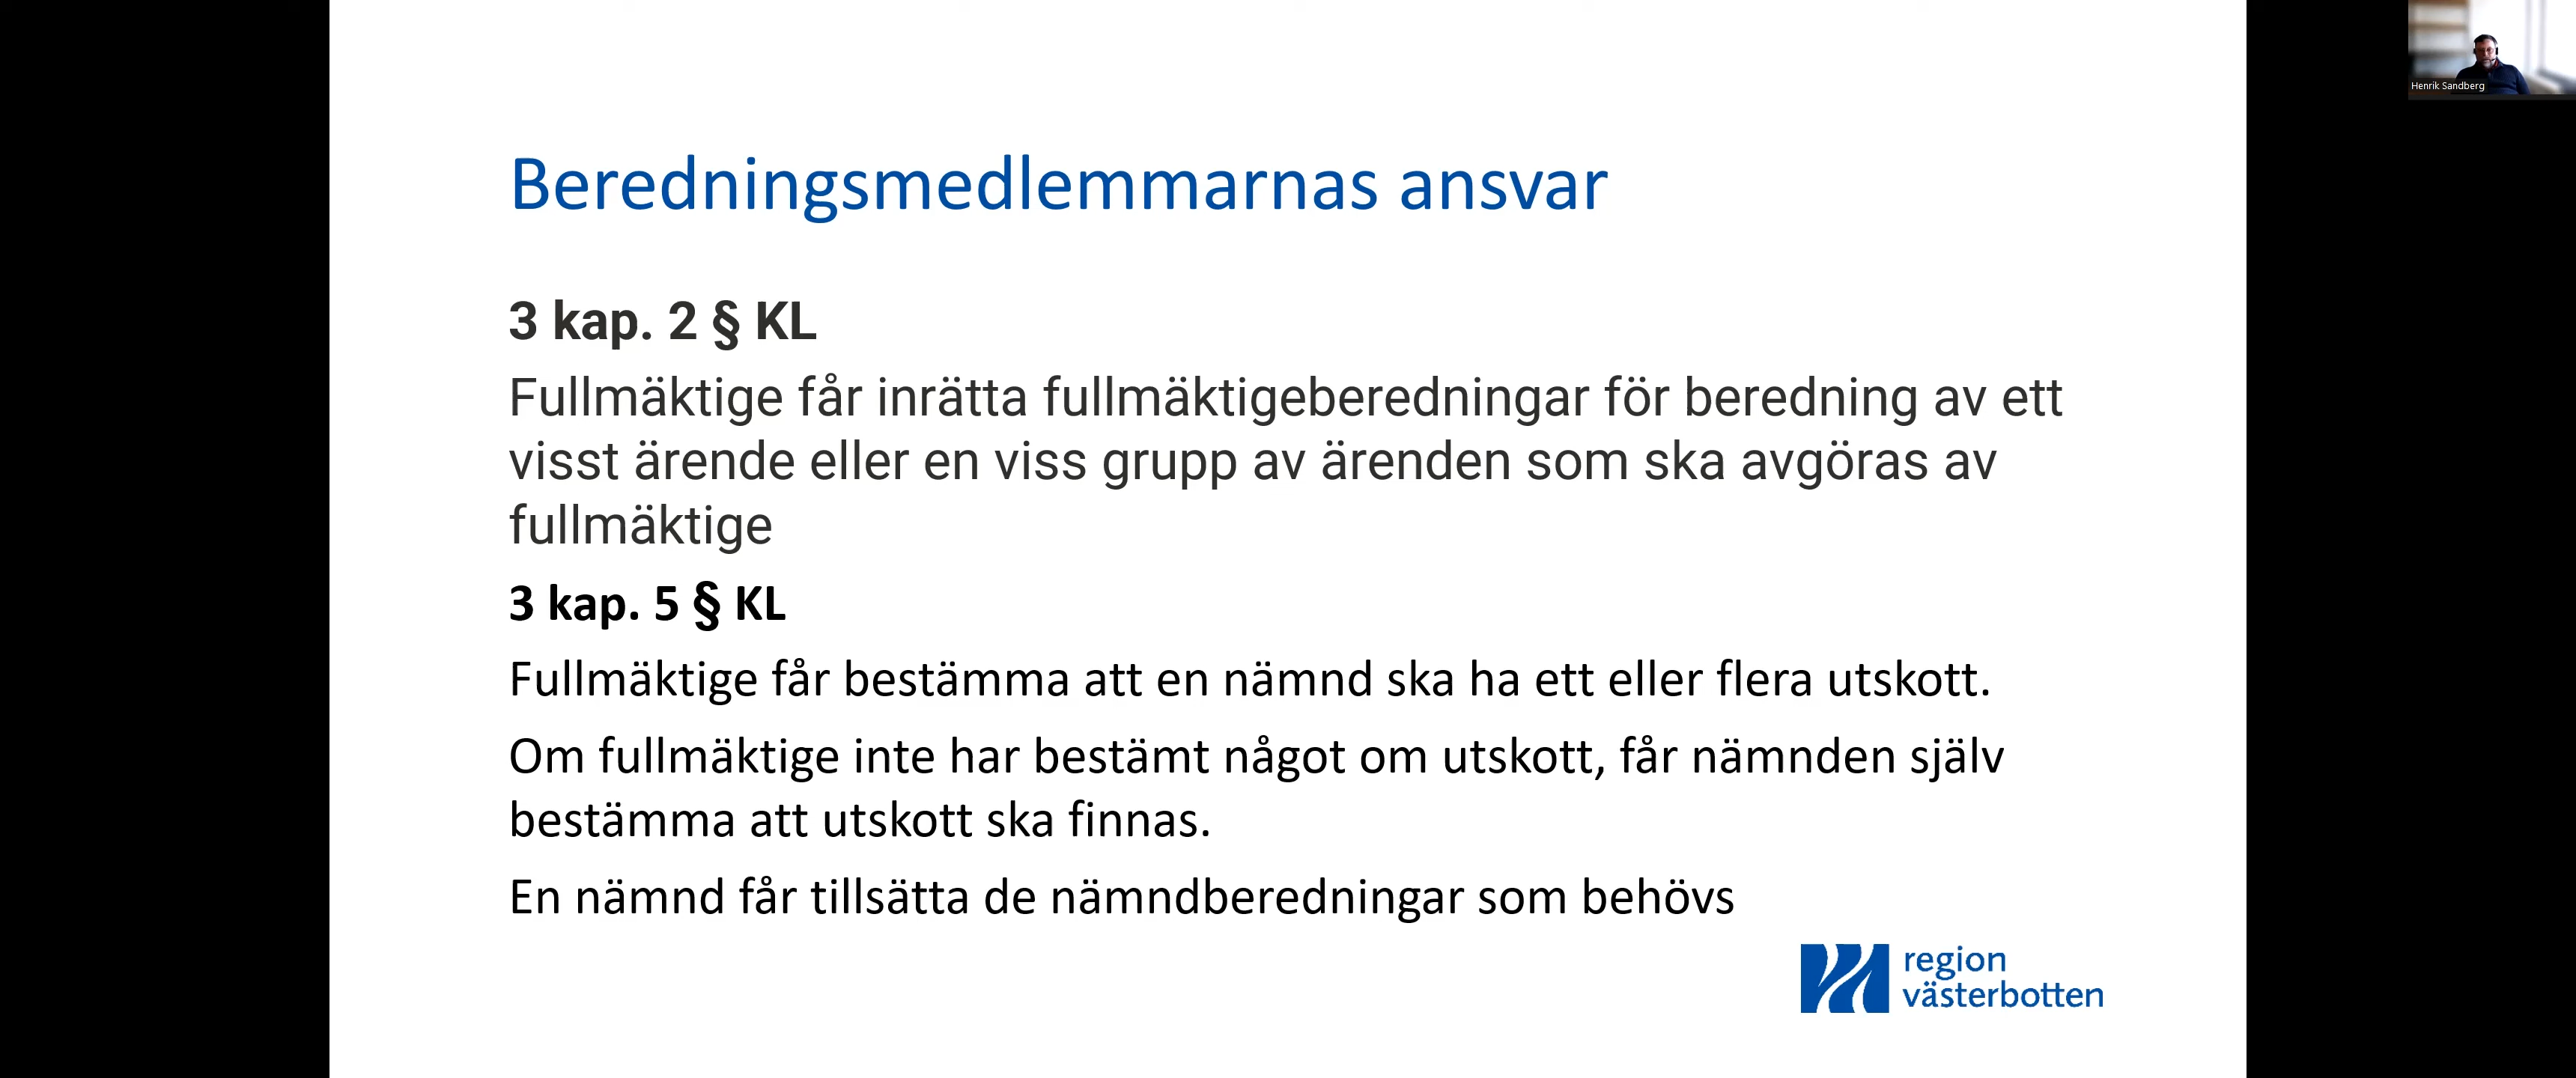 Henrik Sandberg
Beredningsmedlemmarnas ansvar
3 kap. 2 § KL
Fullmäktige får inrätta fullmäktigeberedningar för beredning av ett
visst ärende eller en viss grupp av ärenden som ska avgöras av
fullmäktige
3 kap. 5 § KL
Fullmäktige får bestämma att en nämnd ska ha ett eller flera utskott.
Om fullmäktige inte har bestämt något om utskott, får nämnden själv
bestämma att utskott ska finnas.
En nämnd får tillsätta de nämndberedningar som behövs
region
västerbotten